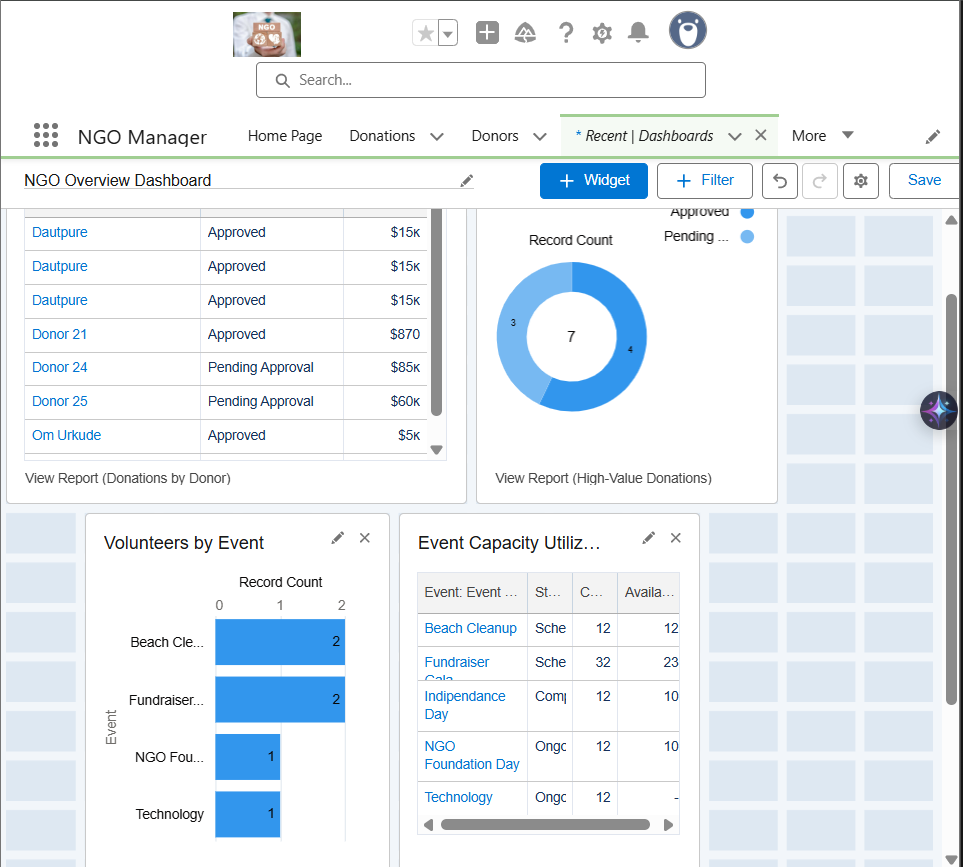 NGO
Search...
NGO Manager
Home Page
Donations
Donors
* Recent | Dashboards
More
NGO Overview Dashboard
+ Widget
+ Filter
Save
Dautpure Approved $15K
Dautpure Approved $15K
Dautpure Approved $15K
Donor 21 Approved $870
Donor 24 Pending Approval $85K
Donor 25 Pending Approval $60K
Om Urkude Approved $5K
View Report (Donations by Donor)
Approved
Pending ...
Record Count
3
7
4
View Report (High-Value Donations)
Volunteers by Event
Record Count
0 1 2
Event
Beach Cle... 2
Fundraiser... 2
NGO Fou... 1
Technology 1
Event Capacity Utiliz...
Event: Event ... St... C... Availa...
Beach Cleanup Sche 12 12
Fundraiser Sche 32 23
Gala
Indipendance Comp 12 10
Day
NGO Ongo 12 10
Foundation Day
Technology Ongo 12 -